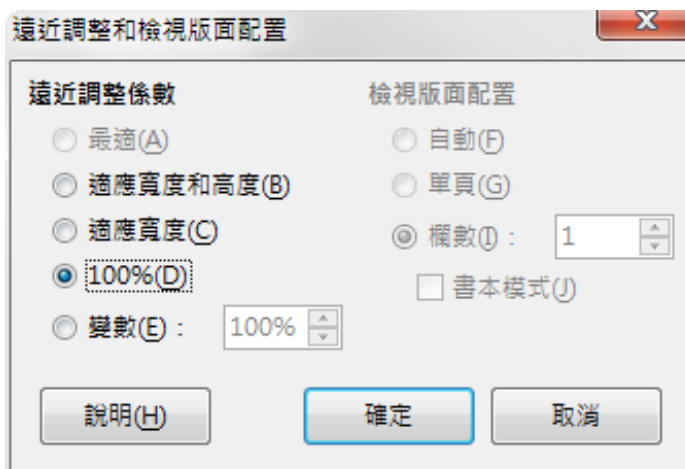 遠近調整和檢視版面配置
遠近調整係數
最適(A)
適應寬度和高度(B)
適應寬度(C)
100%(D)
變數(E)： 100%
檢視版面配置
自動(F)
單頁(G)
欄數(I)： 1
書本模式(J)
說明(H) 確定 取消